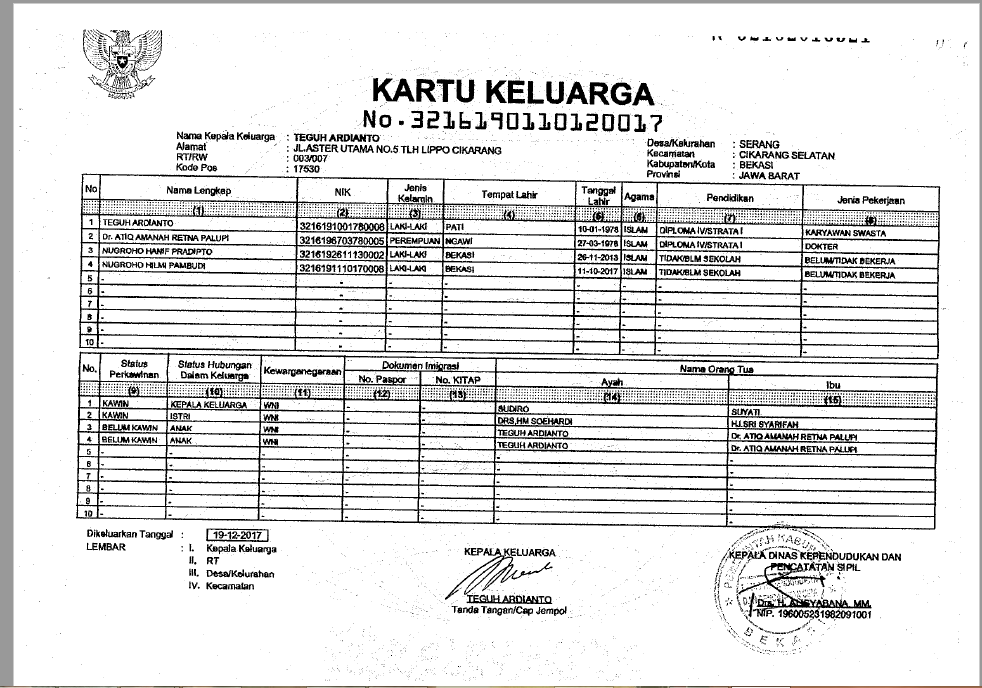 KARTU KELUARGA
No. 3216190110120017
Nama Kepala Keluarga : TEGUH ARDIANTO
Alamat : JL.ASTER UTAMA NO.5 TLH LIPPO CIKARANG
RT/RW : 003/007
Kode Pos : 17530
Desa/Kelurahan : SERANG
Kecamatan : CIKARANG SELATAN
Kabupaten/Kota : BEKASI
Provinsi : JAWA BARAT
No Nama Lengkap NIK Jenis Kelamin Tempat Lahir Tanggal Lahir Agama Pendidikan Jenis Pekerjaan
(1) (2) (3) (4) (5) (6) (7) (8)
1 TEGUH ARDIANTO 3216191001780008 LAKI-LAKI PATI 10-01-1978 ISLAM DIPLOMA IV/STRATA I KARYAWAN SWASTA
2 Dr. ATIQ AMANAH RETNA PALUPI 3216196703780005 PEREMPUAN NGAWI 27-03-1978 ISLAM DIPLOMA IV/STRATA I DOKTER
3 NUGROHO HANIF PRADIPTO 3216192611130002 LAKI-LAKI BEKASI 26-11-2013 ISLAM TIDAK/BLM SEKOLAH BELUM/TIDAK BEKERJA
4 NUGROHO HILMI PAMBUDI 3216191110170008 LAKI-LAKI BEKASI 11-10-2017 ISLAM TIDAK/BLM SEKOLAH BELUM/TIDAK BEKERJA
5 - - - - - - - -
6 - - - - - - - -
7 - - - - - - - -
8 - - - - - - - -
9 - - - - - - - -
10 - - - - - - - -
No. Status Perkawinan Status Hubungan Dalam Keluarga Kewarganegaraan Dokumen Imigrasi Nama Orang Tua
No. Paspor No. KITAP Ayah Ibu
(9) (10) (11) (12) (13) (14) (15)
1 KAWIN KEPALA KELUARGA WNI - - SUDIRO SUYATI
2 KAWIN ISTRI WNI - - DRS.HM SOEHARDI HJ.SRI SYARIFAH
3 BELUM KAWIN ANAK WNI - - TEGUH ARDIANTO Dr. ATIQ AMANAH RETNA PALUPI
4 BELUM KAWIN ANAK WNI - - TEGUH ARDIANTO Dr. ATIQ AMANAH RETNA PALUPI
5 - - - - - - -
6 - - - - - - -
7 - - - - - - -
8 - - - - - - -
9 - - - - - - -
10 - - - - - - -
Dikeluarkan Tanggal : 19-12-2017
LEMBAR : I. Kepala Keluarga
II. RT
III. Desa/Kelurahan
IV. Kecamatan
KEPALA KELUARGA
TEGUH ARDIANTO
Tanda Tangan/Cap Jempol
KEPALA DINAS KEPENDUDUKAN DAN
PENCATATAN SIPIL
Drs. H. MM.
NIP. 196005231982091001